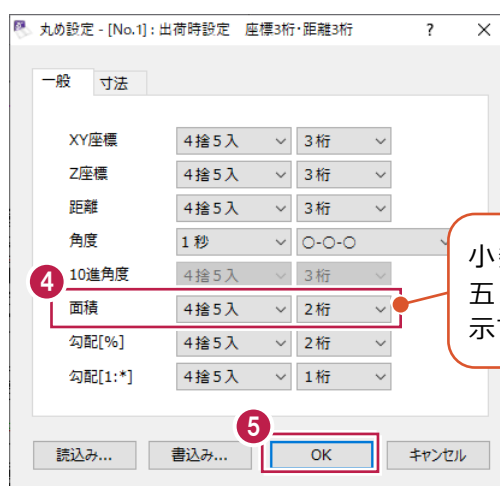 丸め設定 - [No.1] : 出荷時設定　座標3桁・距離3桁 ? ×
一般 寸法
XY座標 4捨5入 3桁
Z座標 4捨5入 3桁
距離 4捨5入 3桁
角度 1秒 ○-○-○
10進角度 4捨5入 3桁
4
面積 4捨5入 2桁
勾配[%] 4捨5入 2桁
勾配[1:*] 4捨5入 1桁
小
五
示
5
読込み... 書込み... OK キャンセル